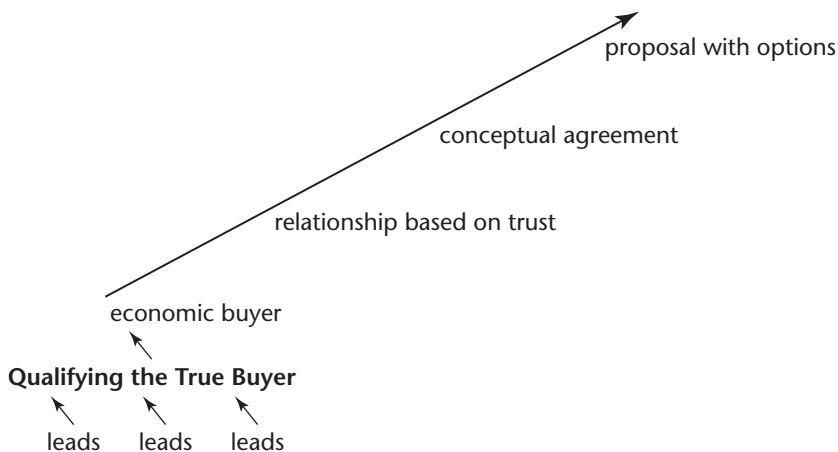 proposal with options
conceptual agreement
relationship based on trust
economic buyer
Qualifying the True Buyer
leads leads leads